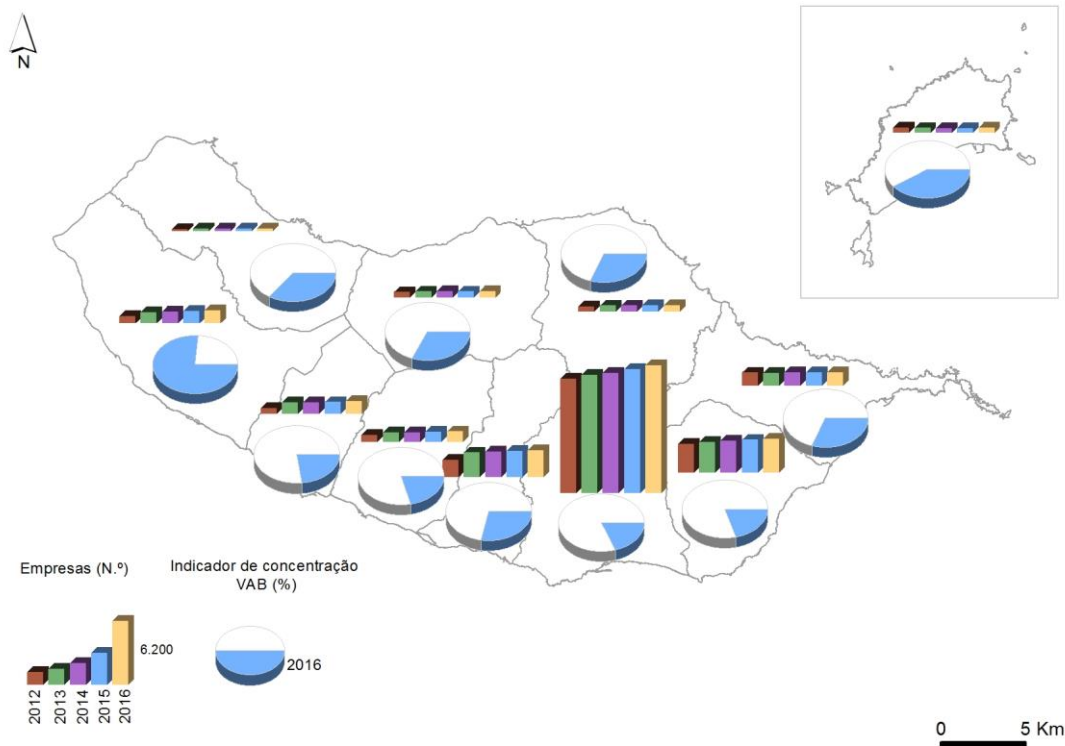 N
Empresas (N.º)
6.200
2012
2013
2014
2015
2016
Indicador de concentração
VAB (%)
2016
0 5 Km